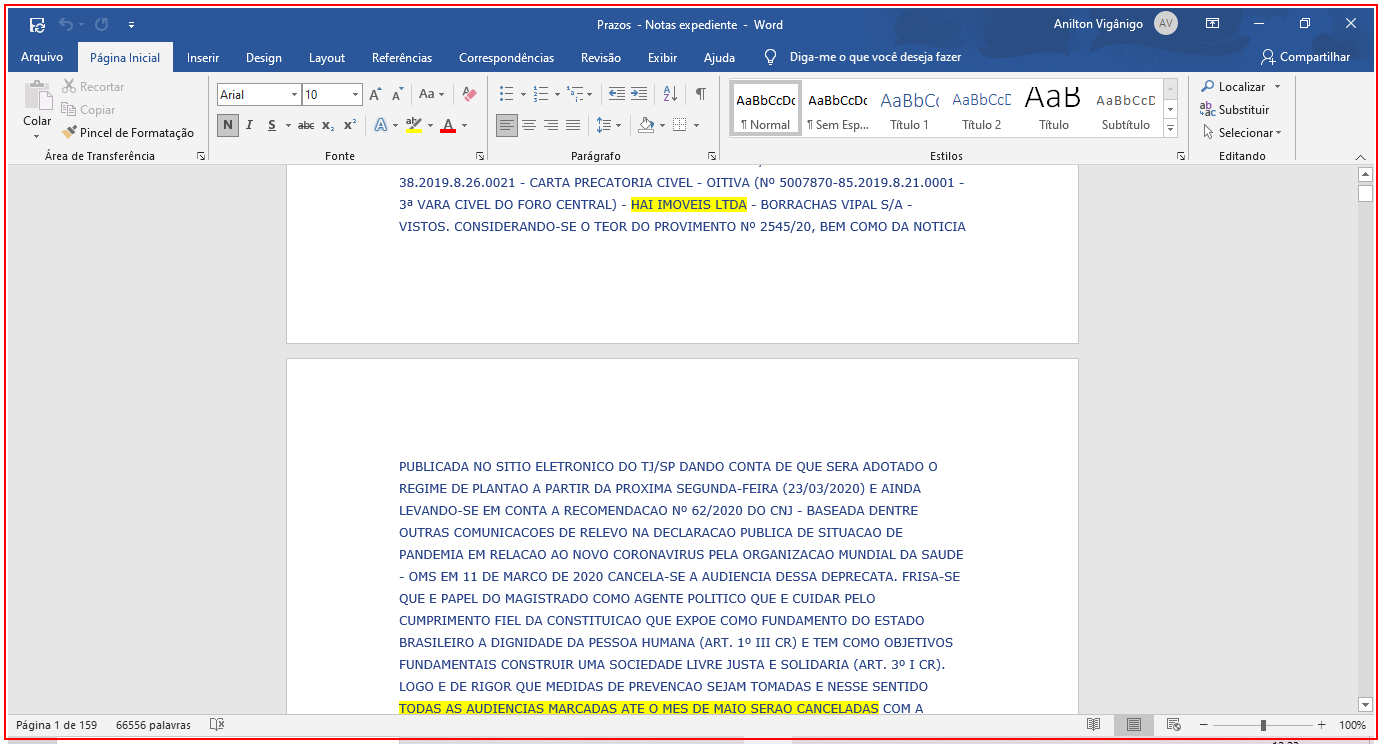 Prazos - Notas expediente - Word
Anilton Vigânigo
AV
Arquivo Página Inicial Inserir Design Layout Referências Correspondências Revisão Exibir Ajuda Diga-me o que você deseja fazer Compartilhar
Colar
Recortar
Copiar
Pincel de Formatação
Área de Transferência
Arial 10 A A Aa
N I S abc x₂ x² A ab A
Fonte
Parágrafo
AaBbCcDc AaBbCcDc AaBbCc AaBbCcD AaB AaBbCcD
¶ Normal ¶ Sem Esp... Título 1 Título 2 Título Subtítulo
Estilos
Localizar
Substituir
Selecionar
Editando
38.2019.8.26.0021 - CARTA PRECATORIA CIVEL - OITIVA (Nº 5007870-85.2019.8.21.0001 -
3ª VARA CIVEL DO FORO CENTRAL) - HAI IMOVEIS LTDA - BORRACHAS VIPAL S/A -
VISTOS. CONSIDERANDO-SE O TEOR DO PROVIMENTO Nº 2545/20, BEM COMO DA NOTICIA
PUBLICADA NO SITIO ELETRONICO DO TJ/SP DANDO CONTA DE QUE SERA ADOTADO O
REGIME DE PLANTAO A PARTIR DA PROXIMA SEGUNDA-FEIRA (23/03/2020) E AINDA
LEVANDO-SE EM CONTA A RECOMENDACAO Nº 62/2020 DO CNJ - BASEADA DENTRE
OUTRAS COMUNICACOES DE RELEVO NA DECLARACAO PUBLICA DE SITUACAO DE
PANDEMIA EM RELACAO AO NOVO CORONAVIRUS PELA ORGANIZACAO MUNDIAL DA SAUDE
- OMS EM 11 DE MARCO DE 2020 CANCELA-SE A AUDIENCIA DESSA DEPRECATA. FRISA-SE
QUE E PAPEL DO MAGISTRADO COMO AGENTE POLITICO QUE E CUIDAR PELO
CUMPRIMENTO FIEL DA CONSTITUICAO QUE EXPOE COMO FUNDAMENTO DO ESTADO
BRASILEIRO A DIGNIDADE DA PESSOA HUMANA (ART. 1º III CR) E TEM COMO OBJETIVOS
FUNDAMENTAIS CONSTRUIR UMA SOCIEDADE LIVRE JUSTA E SOLIDARIA (ART. 3º I CR).
LOGO E DE RIGOR QUE MEDIDAS DE PREVENCAO SEJAM TOMADAS E NESSE SENTIDO
TODAS AS AUDIENCIAS MARCADAS ATE O MES DE MAIO SERAO CANCELADAS COM A
Página 1 de 159 66556 palavras
100%